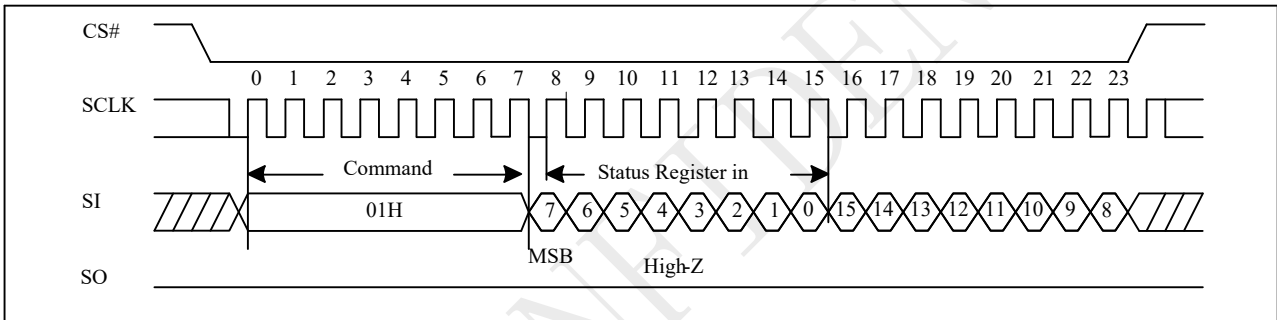 CS#
0 1 2 3 4 5 6 7 8 9 10 11 12 13 14 15 16 17 18 19 20 21 22 23
SCLK
Command Status Register in
SI 01H 7 6 5 4 3 2 1 0 15 14 13 12 11 10 9 8
MSB High-Z
SO